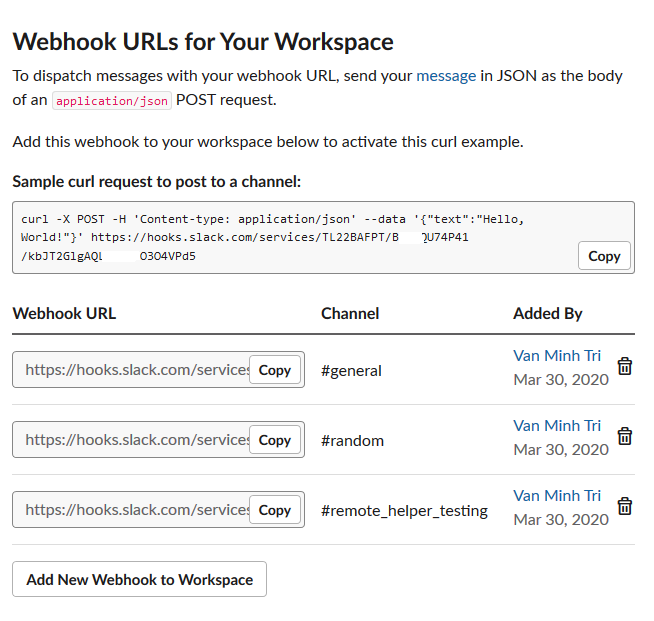 Webhook URLs for Your Workspace
To dispatch messages with your webhook URL, send your message in JSON as the body
of an application/json POST request.
Add this webhook to your workspace below to activate this curl example.
Sample curl request to post to a channel:
curl -X POST -H 'Content-type: application/json' --data '{"text":"Hello,
World!"}' https://hooks.slack.com/services/TL22BAFPT/B QU74P41
/kbJT2GlgAQL O3O4VPd5
Copy
Webhook URL Channel Added By
https://hooks.slack.com/services Copy #general Van Minh Tri
Mar 30, 2020
https://hooks.slack.com/services Copy #random Van Minh Tri
Mar 30, 2020
https://hooks.slack.com/services Copy #remote_helper_testing Van Minh Tri
Mar 30, 2020
Add New Webhook to Workspace